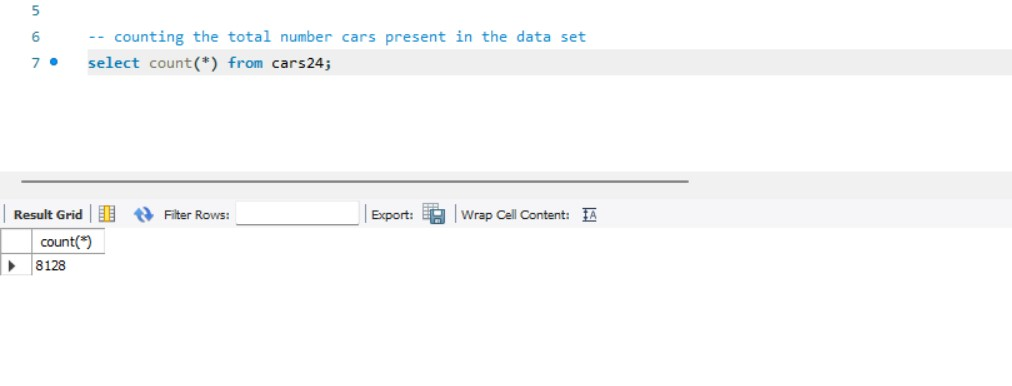 5
6 -- counting the total number cars present in the data set
7 select count(*) from cars24;
Result Grid Filter Rows: Export: Wrap Cell Content: IA
count(*)
8128